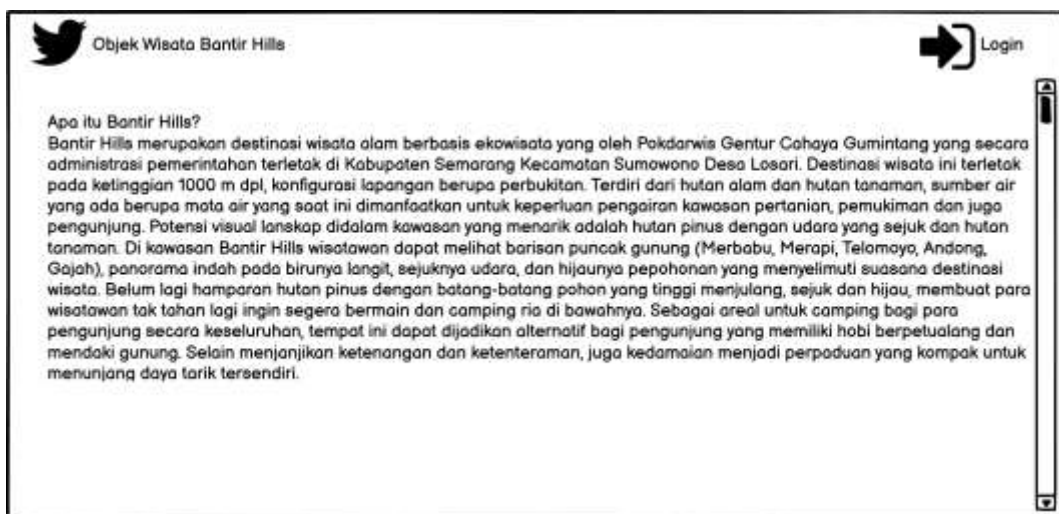 Objek Wisata Bantir Hills
Login
Apa itu Bantir Hills?
Bantir Hills merupakan destinasi wisata alam berbasis ekowisata yang oleh Pokdarwis Gentur Cahaya Gumintang yang secara
administrasi pemerintahan terletak di Kabupaten Semarang Kecamatan Sumowono Desa Losari. Destinasi wisata ini terletak
pada ketinggian 1000 m dpl, konfigurasi lapangan berupa perbukitan. Terdiri dari hutan alam dan hutan tanaman, sumber air
yang ada berupa mata air yang saat ini dimanfaatkan untuk keperluan pengairan kawasan pertanian, pemukiman dan juga
pengunjung. Potensi visual lanskap didalam kawasan yang menarik adalah hutan pinus dengan udara yang sejuk dan hutan
tanaman. Di kawasan Bantir Hills wisatawan dapat melihat barisan puncak gunung (Merbabu, Merapi, Telomoyo, Andong,
Gajah), panorama indah pada birunya langit, sejuknya udara, dan hijaunya pepohonan yang menyelimuti suasana destinasi
wisata. Belum lagi hamparan hutan pinus dengan batang-batang pohon yang tinggi menjulang, sejuk dan hijau, membuat para
wisatawan tak tahan lagi ingin segera bermain dan camping ria di bawahnya. Sebagai areal untuk camping bagi para
pengunjung secara keseluruhan, tempat ini dapat dijadikan alternatif bagi pengunjung yang memiliki hobi berpetualang dan
mendaki gunung. Selain menjanjikan ketenangan dan ketenteraman, juga kedamaian menjadi perpaduan yang kompak untuk
menunjang daya tarik tersendiri.